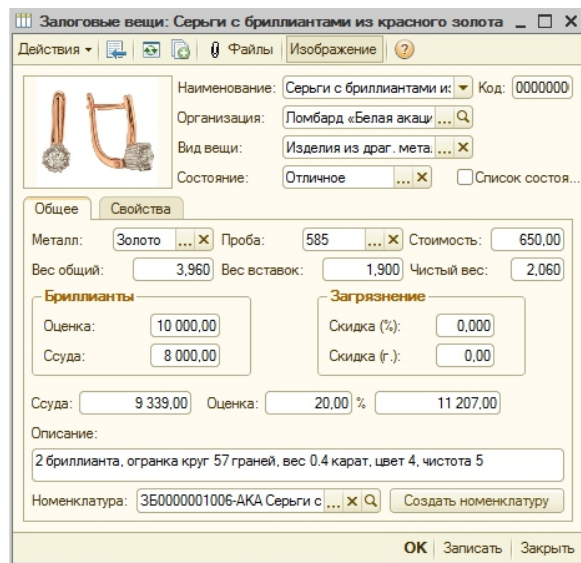 Залоговые вещи: Серьги с бриллиантами из красного золота
Действия Файлы Изображение
Наименование: Серьги с бриллиантами из Код: 0000000
Организация: Ломбард «Белая акаци ...
Вид вещи: Изделия из драг. мета. ...
Состояние: Отличное ... Список состоя...
Общее Свойства
Металл: Золото ... Проба: 585 ... Стоимость: 650,00
Вес общий: 3,960 Вес вставок: 1,900 Чистый вес: 2,060
Бриллианты Загрязнение
Оценка: 10 000,00 Скидка (%): 0,000
Ссуда: 8 000,00 Скидка (г.): 0,00
Ссуда: 9 339,00 Оценка: 20,00 % 11 207,00
Описание:
2 бриллианта, огранка круг 57 граней, вес 0.4 карат, цвет 4, чистота 5
Номенклатура: ЗБ0000001006-АКА Серьги с ... Создать номенклатуру
OK Записать Закрыть